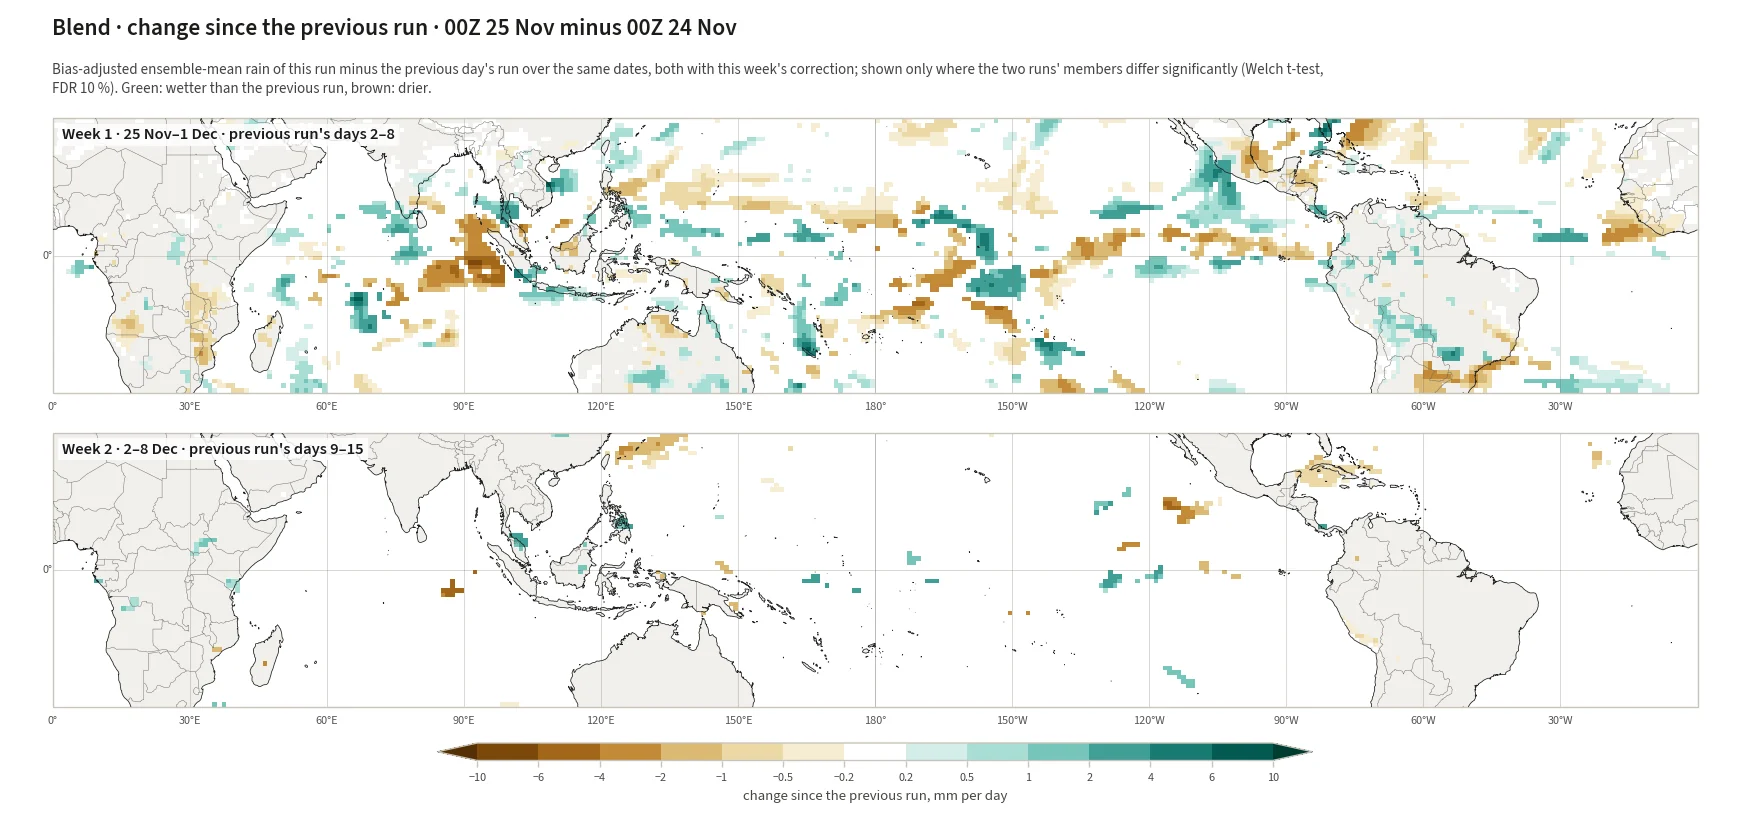 Blend · change since the previous run · 00Z 25 Nov minus 00Z 24 Nov
Bias-adjusted ensemble-mean rain of this run minus the previous day's run over the same dates, both with this week's correction; shown only where the two runs' members differ significantly (Welch t-test,
FDR 10 %). Green: wetter than the previous run, brown: drier.
Week 1 · 25 Nov–1 Dec · previous run's days 2–8
0°
0° 30°E 60°E 90°E 120°E 150°E 180° 150°W 120°W 90°W 60°W 30°W
Week 2 · 2–8 Dec · previous run's days 9–15
0°
0° 30°E 60°E 90°E 120°E 150°E 180° 150°W 120°W 90°W 60°W 30°W
−10 −6 −4 −2 −1 −0.5 −0.2 0.2 0.5 1 2 4 6 10
change since the previous run, mm per day